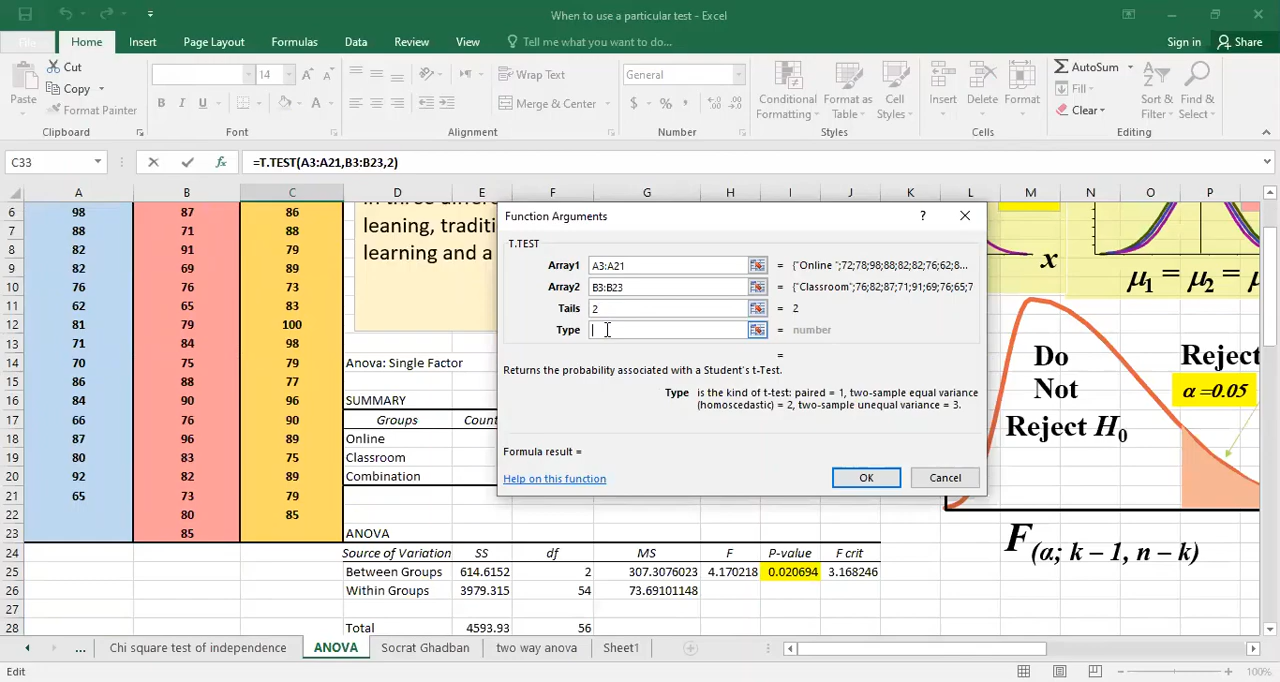 When to use a particular test - Excel
File Home Insert Page Layout Formulas Data Review View Tell me what you want to do... Sign in Share
Cut
Copy
Format Painter
Paste
14
Wrap Text
Merge & Center
General
Conditional Formatting
Format as Table
Cell Styles
Insert Delete Format
AutoSum
Fill
Clear
Sort & Filter
Find & Select
Clipboard Font Alignment Number Styles Cells Editing
C33 =T.TEST(A3:A21,B3:B23,2)
A B C D E F G H I J K L M N O P
6 98 87 86
leaning, traditi
7 88 71 88
learning and a
8 82 91 79
9 82 69 89
10 76 76 73
11 62 65 83
12 81 79 100
13 71 84 98
14 70 75 79 Anova: Single Factor
15 86 88 77
16 84 90 96 SUMMARY
17 66 76 90 Groups Count
18 87 96 89 Online
19 80 83 75 Classroom
20 92 82 89 Combination
21 65 73 79
22 80 85
23 85 ANOVA
24 Source of Variation SS df MS F P-value F crit
25 Between Groups 614.6152 2 307.3076023 4.170218 0.020694 3.168246
26 Within Groups 3979.315 54 73.69101148
27
28 Total 4593.93 56
Function Arguments ?
T.TEST
Array1 A3:A21 = {"Online ";72;78;98;88;82;82;76;62;8...
Array2 B3:B23 = {"Classroom";76;82;87;71;91;69;76;65;7
Tails 2 = 2
Type = number
=
Returns the probability associated with a Student's t-Test.
Type is the kind of t-test: paired = 1, two-sample equal variance
(homoscedastic) = 2, two-sample unequal variance = 3.
Formula result =
Help on this function OK Cancel
x
μ1 = μ2 = μ
Do
Not
Reject H0
Reject
α =0.05
F(α; k – 1, n – k)
... Chi square test of independence ANOVA Socrat Ghadban two way anova Sheet1
Edit 100%